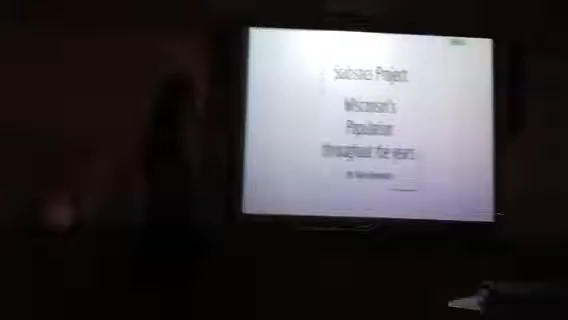 Statistics Project
Wisconsin's
Population
throughout the years